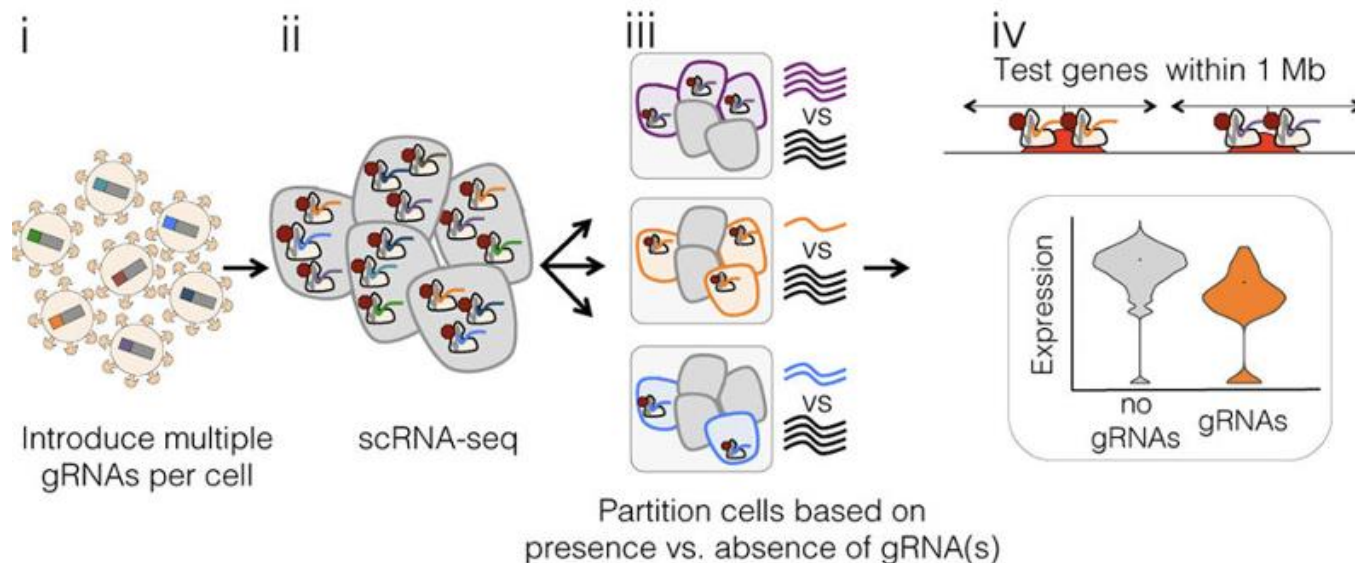 i
ii
iii
iv
Introduce multiple
gRNAs per cell
scRNA-seq
vs
vs
vs
Partition cells based on
presence vs. absence of gRNA(s)
Test genes within 1 Mb
Expression
no
gRNAs
gRNAs